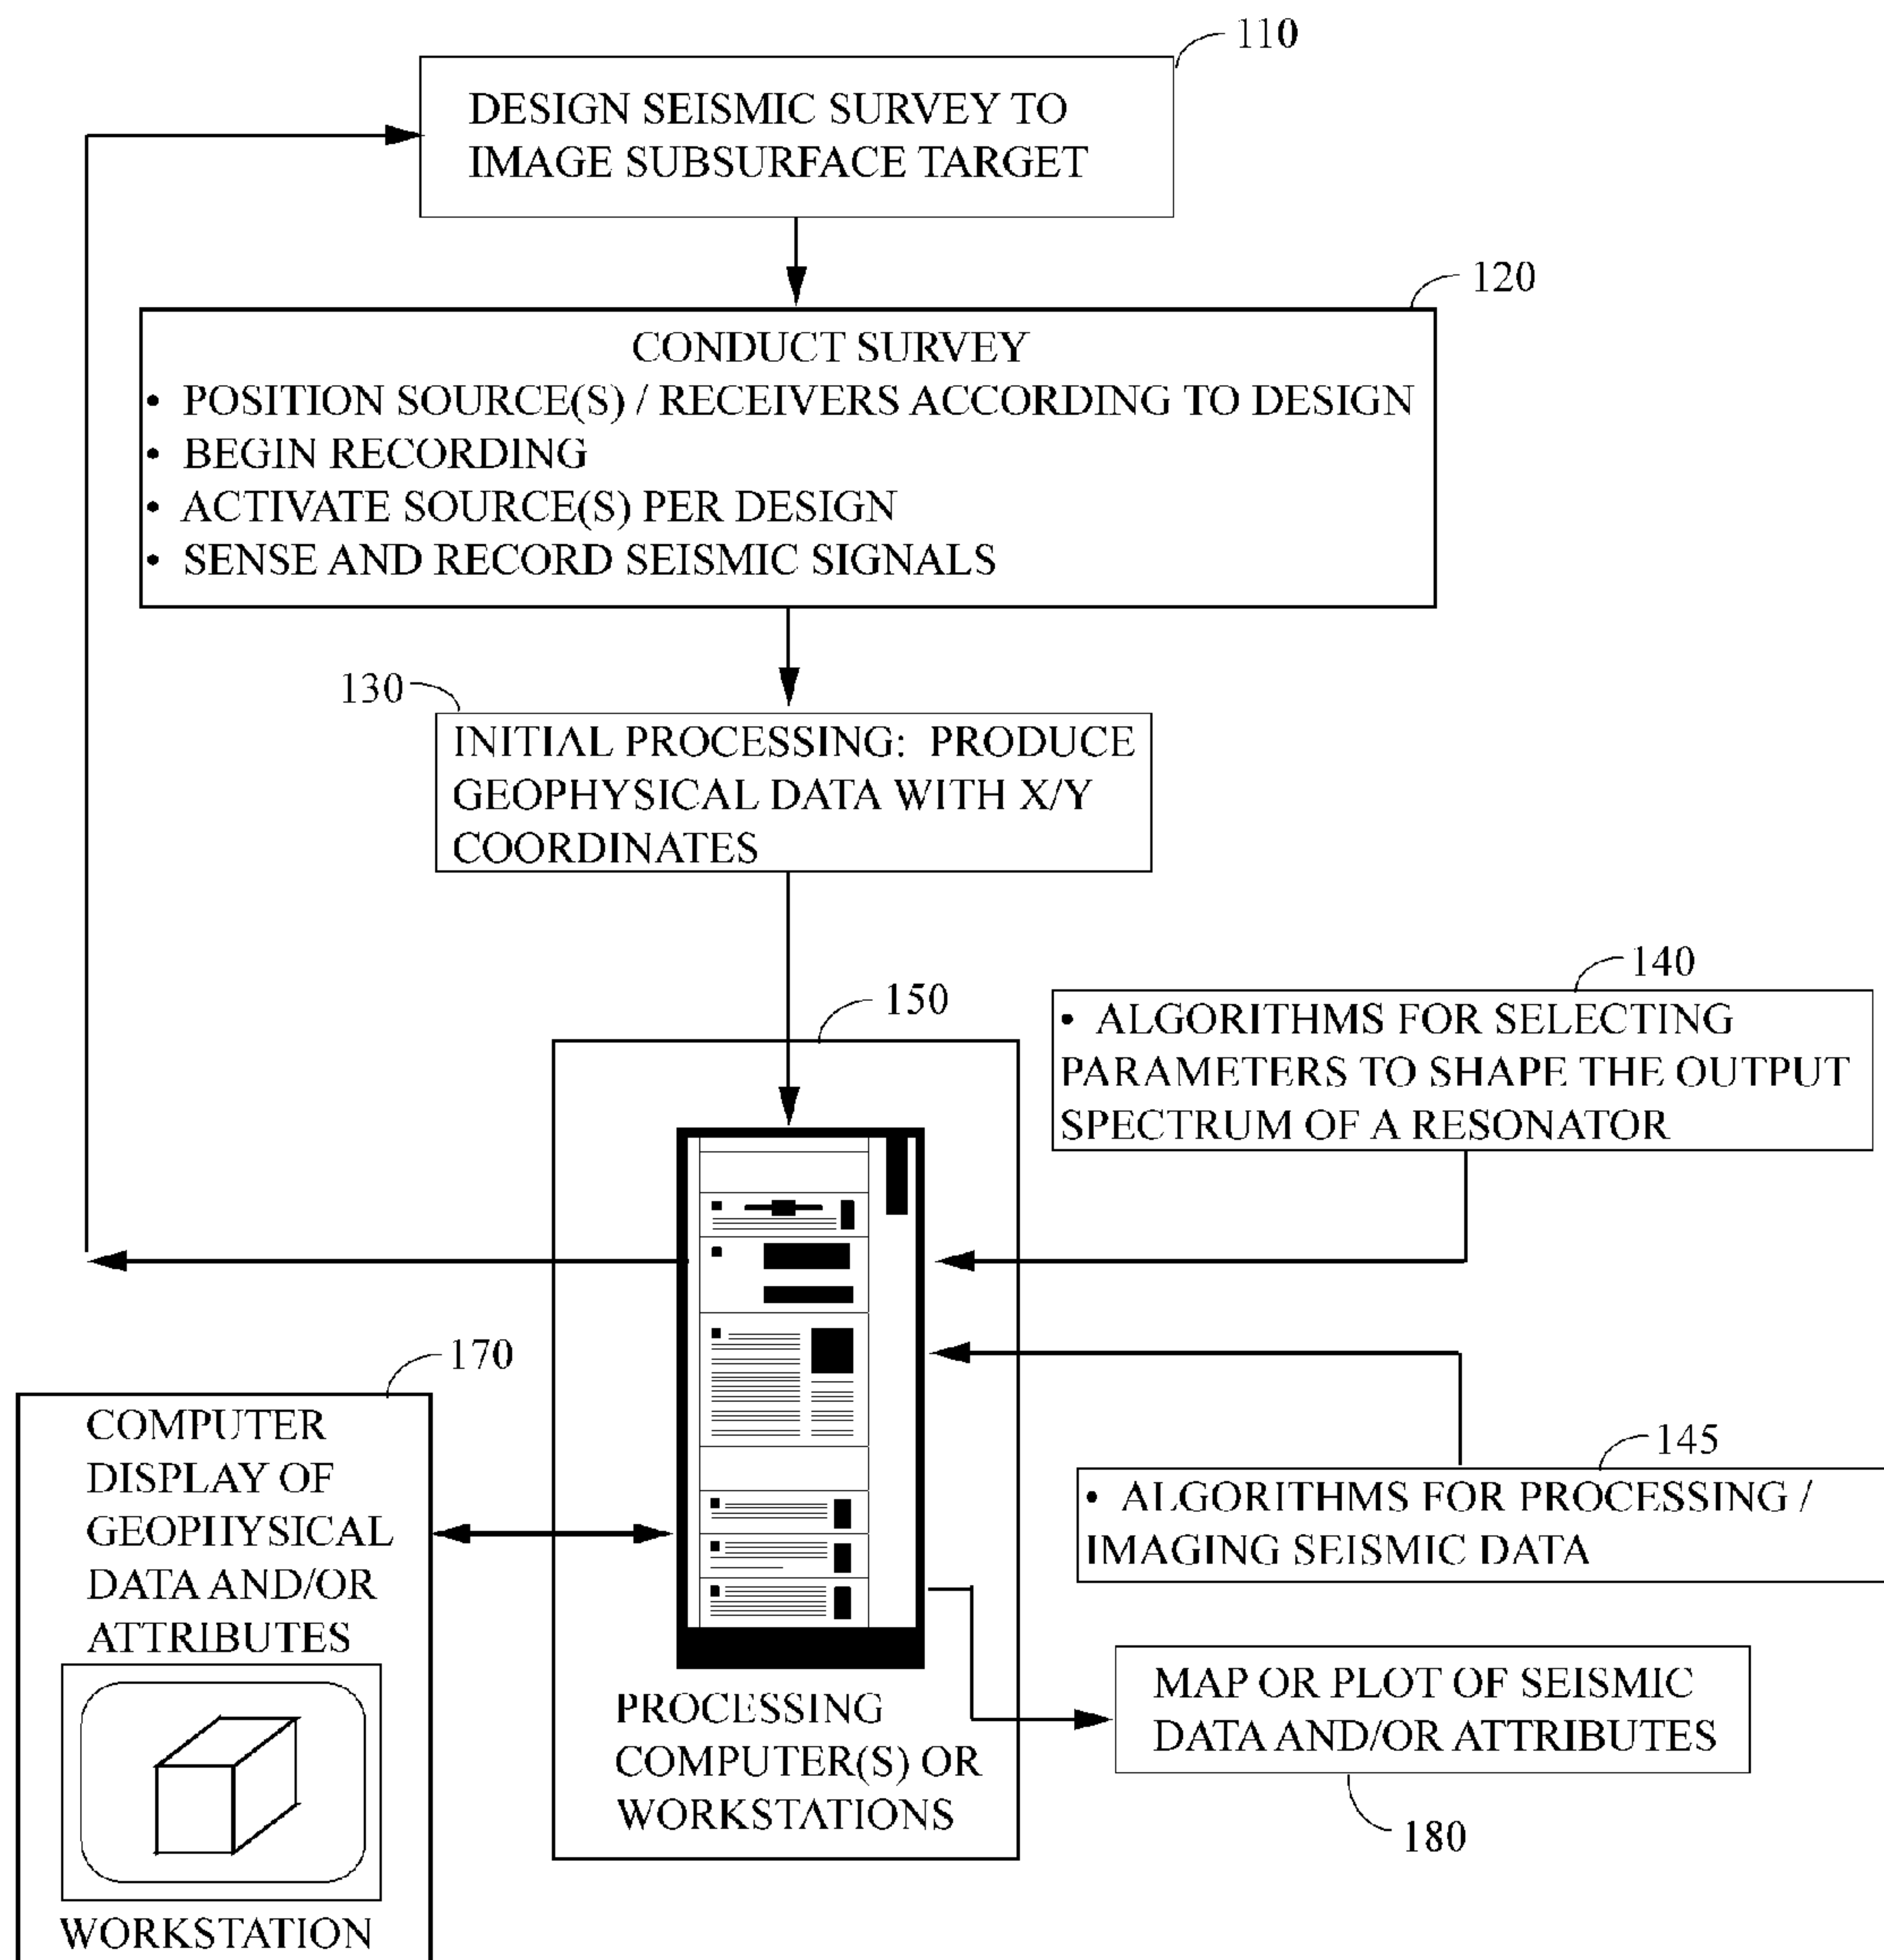 110
DESIGN SEISMIC SURVEY TO
IMAGE SUBSURFACE TARGET
120
CONDUCT SURVEY
• POSITION SOURCE(S) / RECEIVERS ACCORDING TO DESIGN
• BEGIN RECORDING
• ACTIVATE SOURCE(S) PER DESIGN
• SENSE AND RECORD SEISMIC SIGNALS
130
INITIAL PROCESSING: PRODUCE
GEOPHYSICAL DATA WITH X/Y
COORDINATES
140
• ALGORITHMS FOR SELECTING
PARAMETERS TO SHAPE THE OUTPUT
SPECTRUM OF A RESONATOR
150
170
COMPUTER
DISPLAY OF
GEOPHYSICAL
DATA AND/OR
ATTRIBUTES
WORKSTATION
145
• ALGORITHMS FOR PROCESSING /
IMAGING SEISMIC DATA
PROCESSING
COMPUTER(S) OR
WORKSTATIONS
MAP OR PLOT OF SEISMIC
DATA AND/OR ATTRIBUTES
180